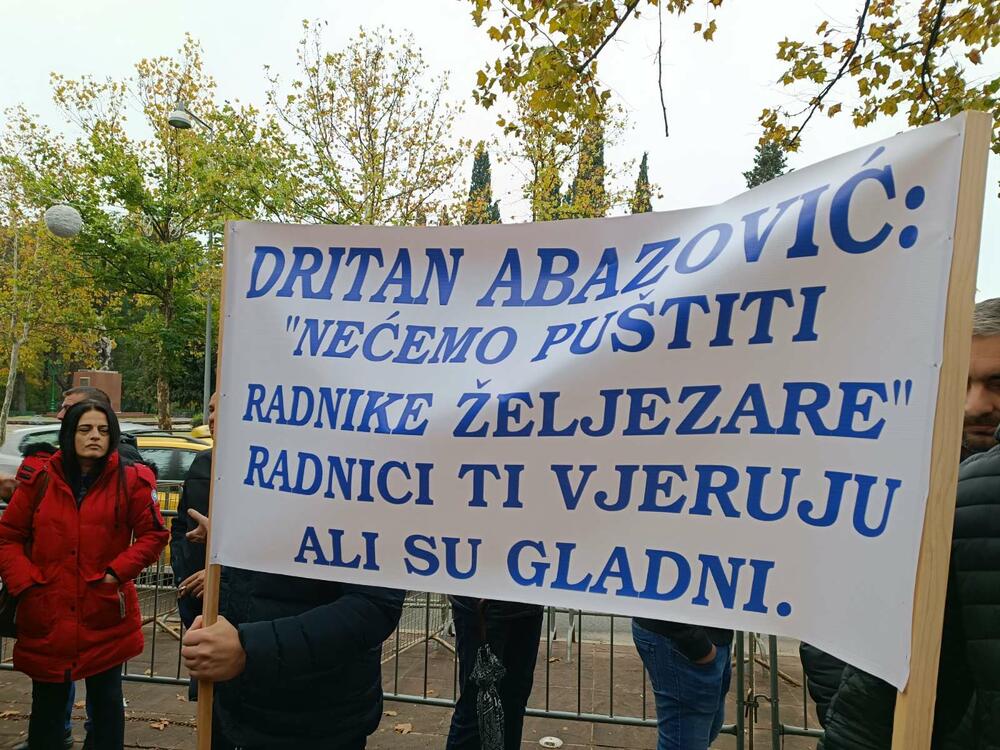 DRITAN ABAZOVIĆ:
"NEĆEMO PUŠTITI
RADNIKE ŽELJEZARE"
RADNICI TI VJERUJU
ALI SU GLADNI.